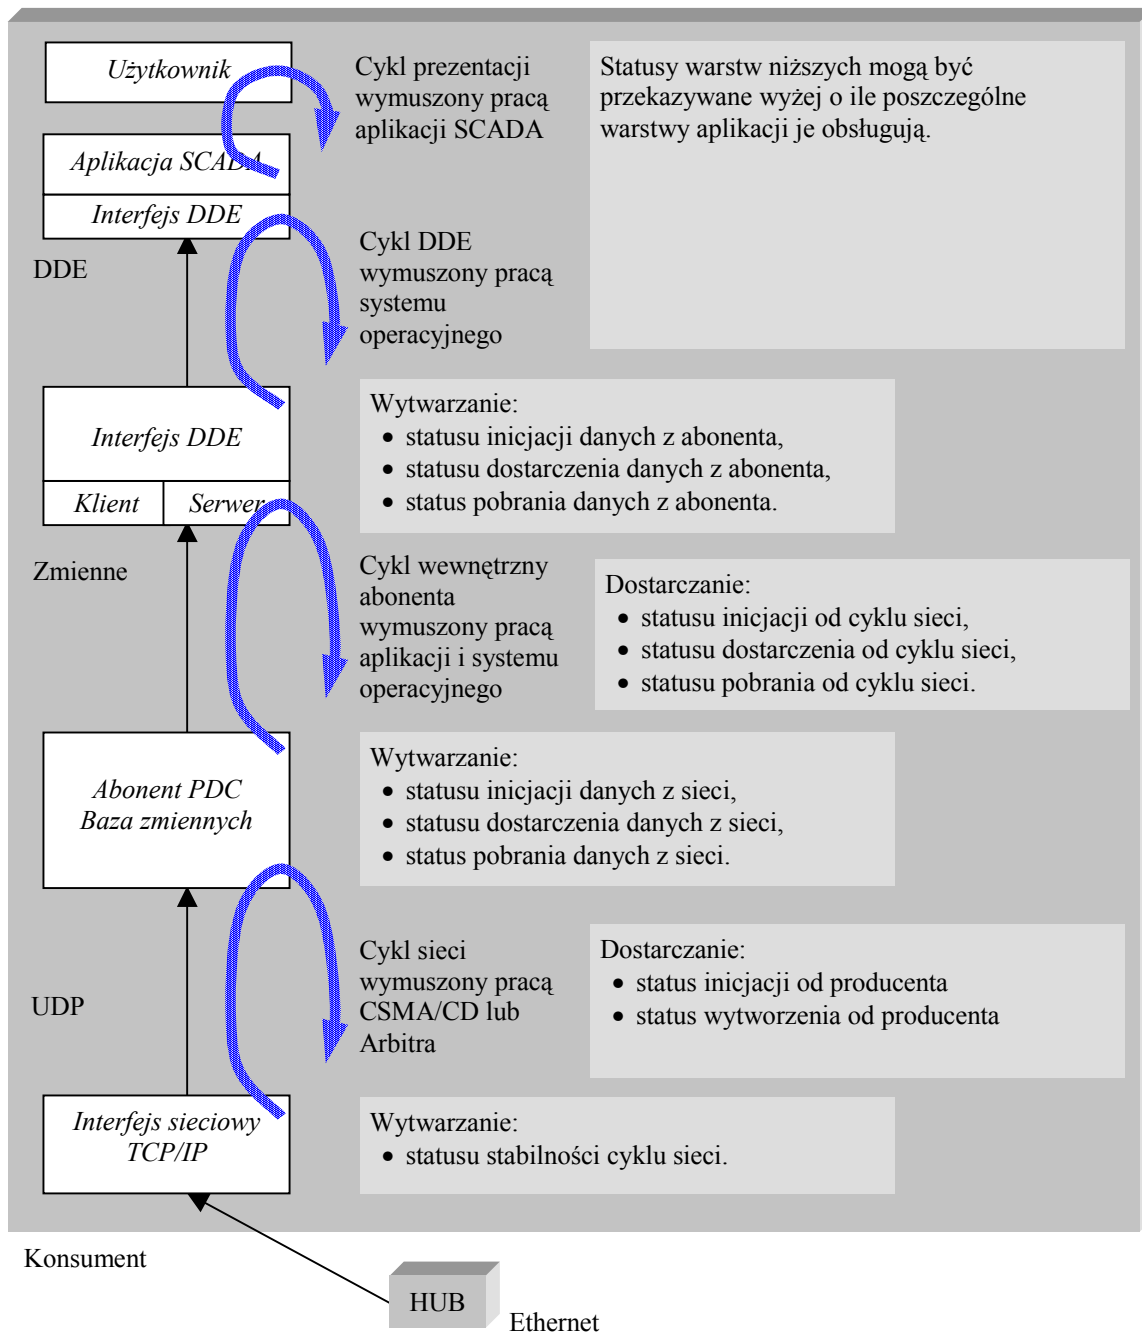 Użytkownik
Cykl prezentacji
wymuszony pracą
aplikacji SCADA
Statusy warstw niższych mogą być
przekazywane wyżej o ile poszczególne
warstwy aplikacji je obsługują.
Aplikacja SCADA
Interfejs DDE
DDE
Cykl DDE
wymuszony pracą
systemu
operacyjnego
Interfejs DDE
Klient
Serwer
Wytwarzanie:
• statusu inicjacji danych z abonenta,
• statusu dostarczenia danych z abonenta,
• status pobrania danych z abonenta.
Zmienne
Cykl wewnętrzny
abonenta
wymuszony pracą
aplikacji i systemu
operacyjnego
Dostarczanie:
• statusu inicjacji od cyklu sieci,
• statusu dostarczenia od cyklu sieci,
• statusu pobrania od cyklu sieci.
Abonent PDC
Baza zmiennych
Wytwarzanie:
• statusu inicjacji danych z sieci,
• statusu dostarczenia danych z sieci,
• status pobrania danych z sieci.
UDP
Cykl sieci
wymuszony pracą
CSMA/CD lub
Arbitra
Dostarczanie:
• status inicjacji od producenta
• status wytworzenia od producenta
Interfejs sieciowy
TCP/IP
Wytwarzanie:
• statusu stabilności cyklu sieci.
Konsument
HUB
Ethernet